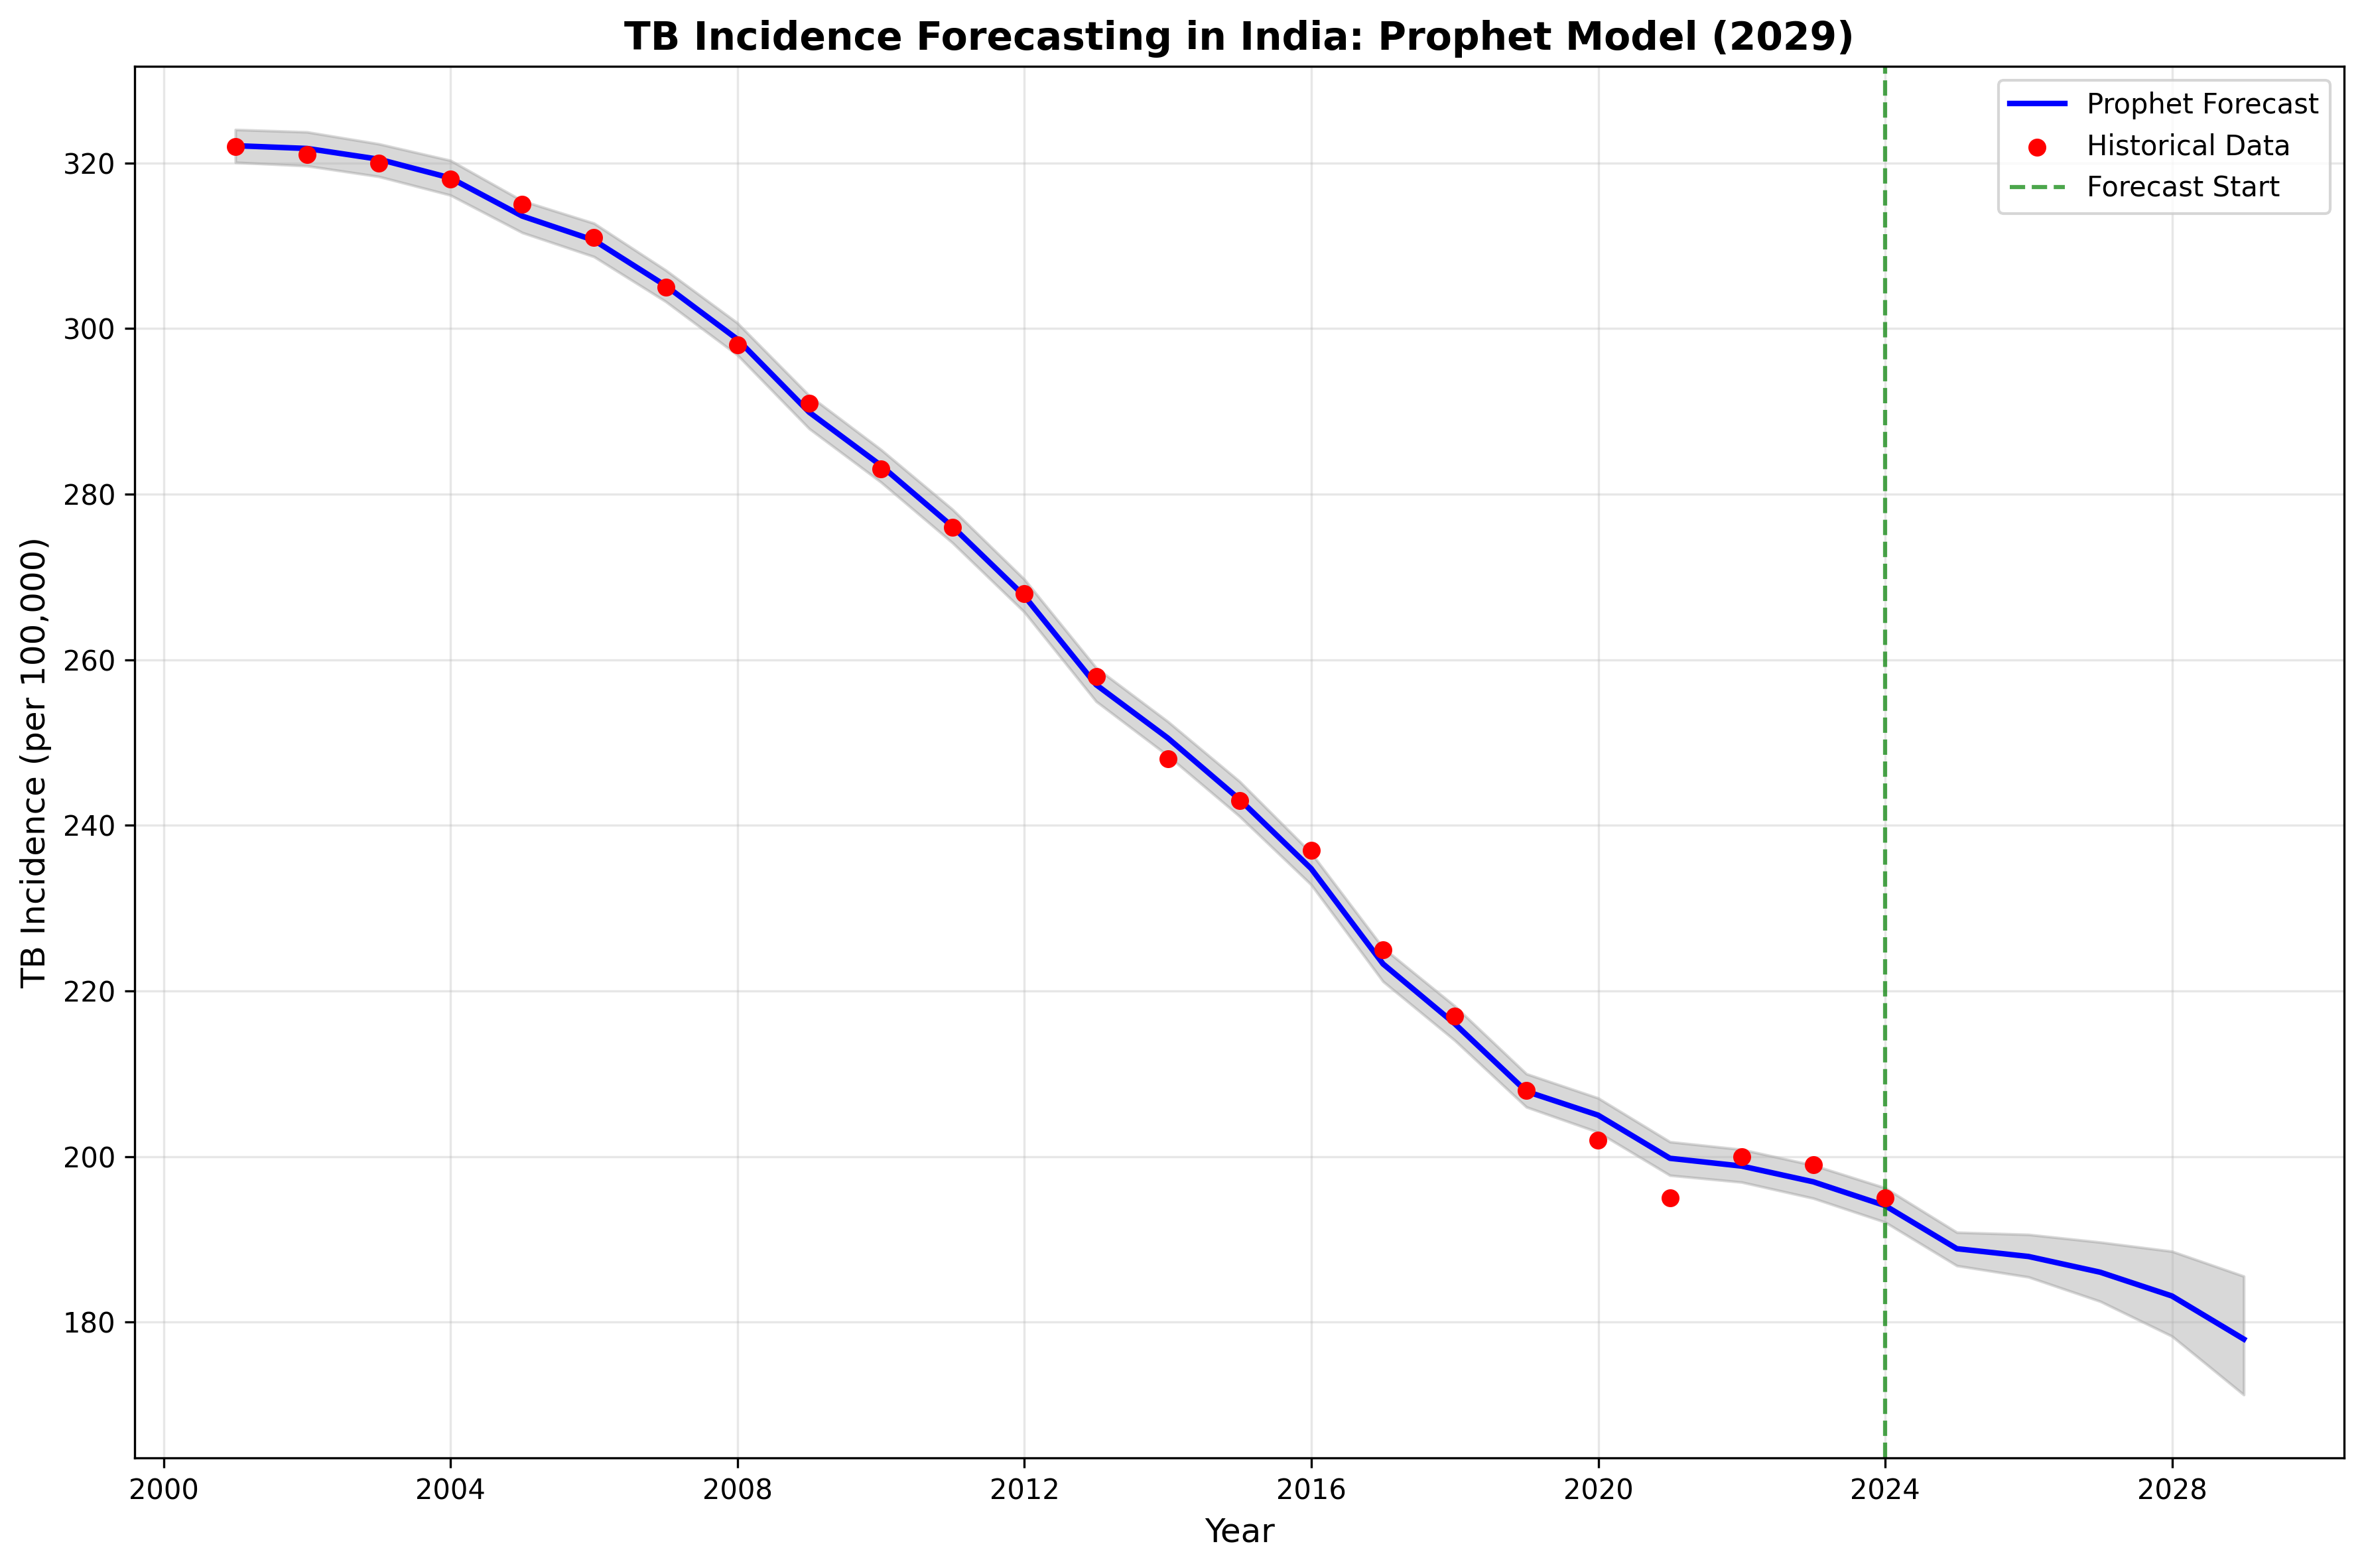 TB Incidence Forecasting in India: Prophet Model (2029)
Prophet Forecast
Historical Data
Forecast Start
TB Incidence (per 100,000)
320
300
280
260
240
220
200
180
2000 2004 2008 2012 2016 2020 2024 2028
Year